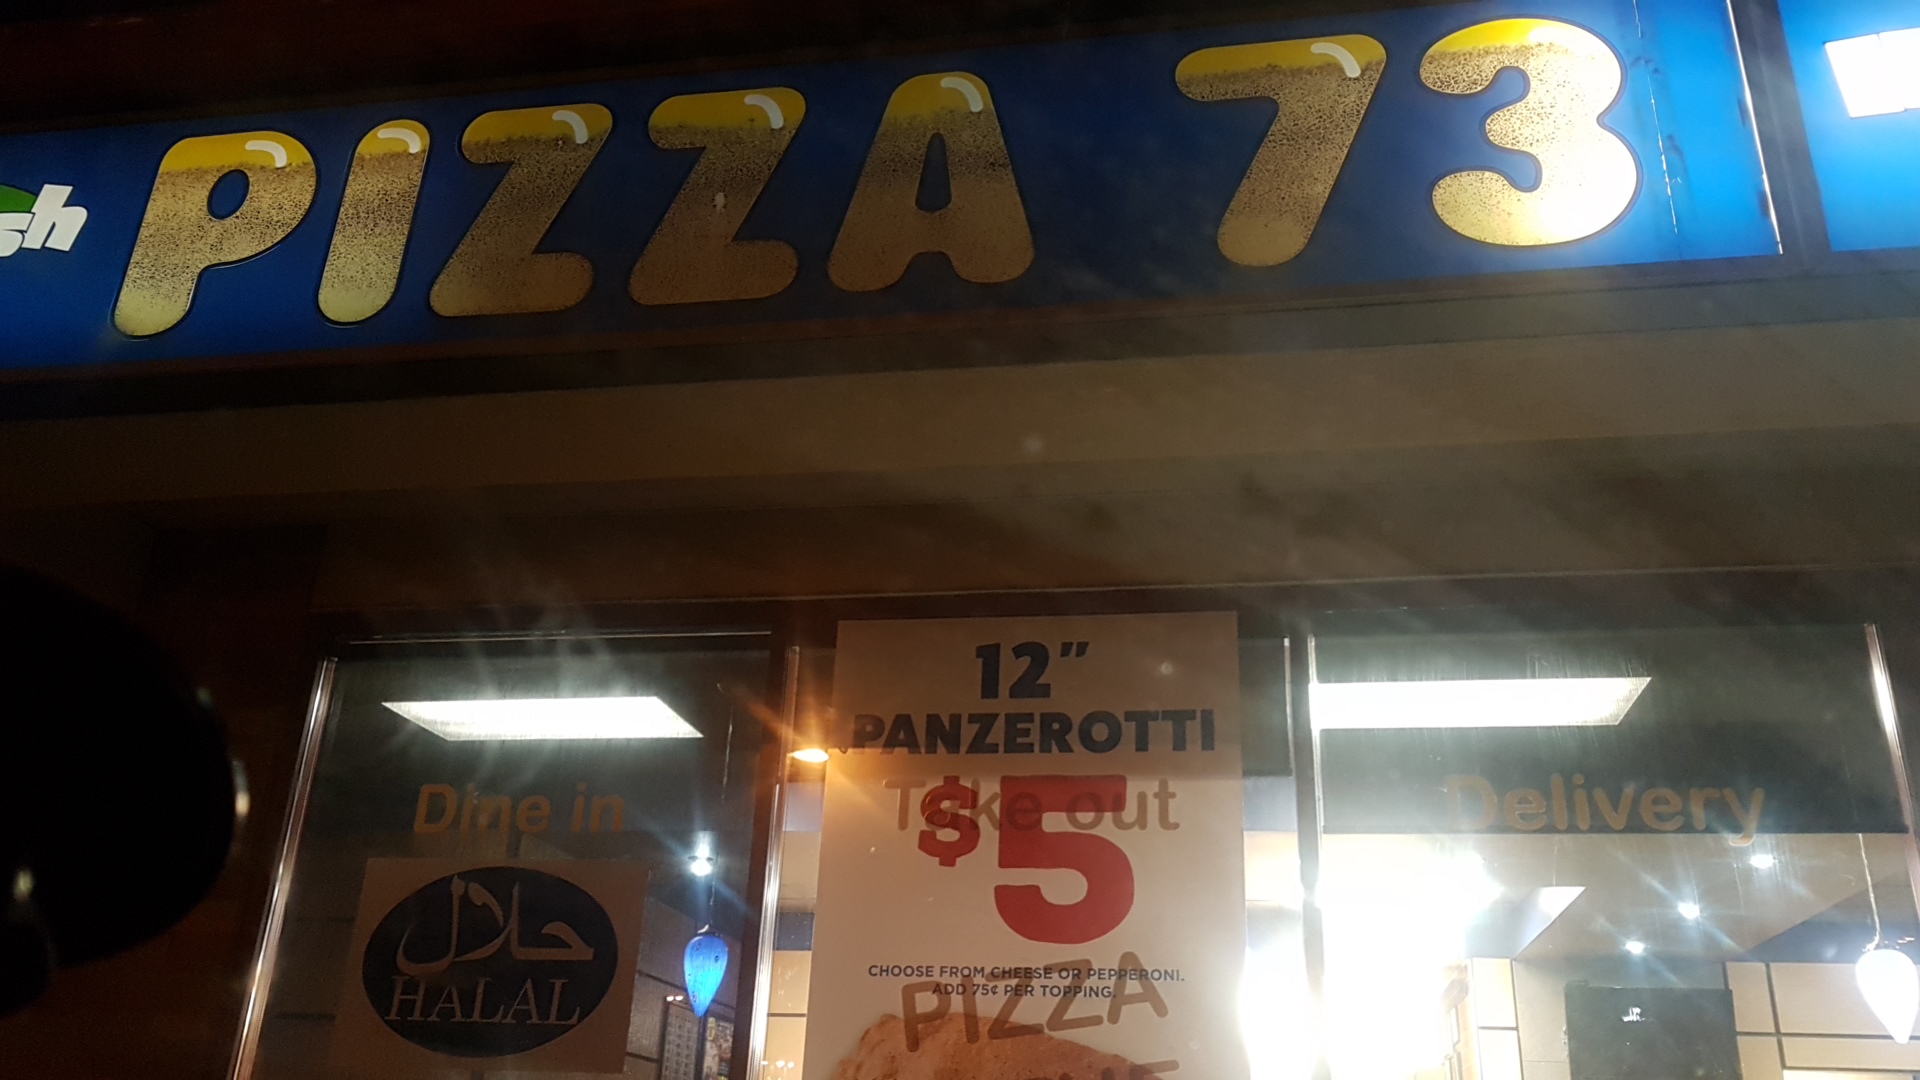 PIZZA 73
12" PANZEROTTI
$5
CHOOSE FROM CHEESE OR PEPPERONI.
ADD 75¢ PER TOPPING.
Dine in
Take out
Delivery
حلال
HALAL
PIZZA